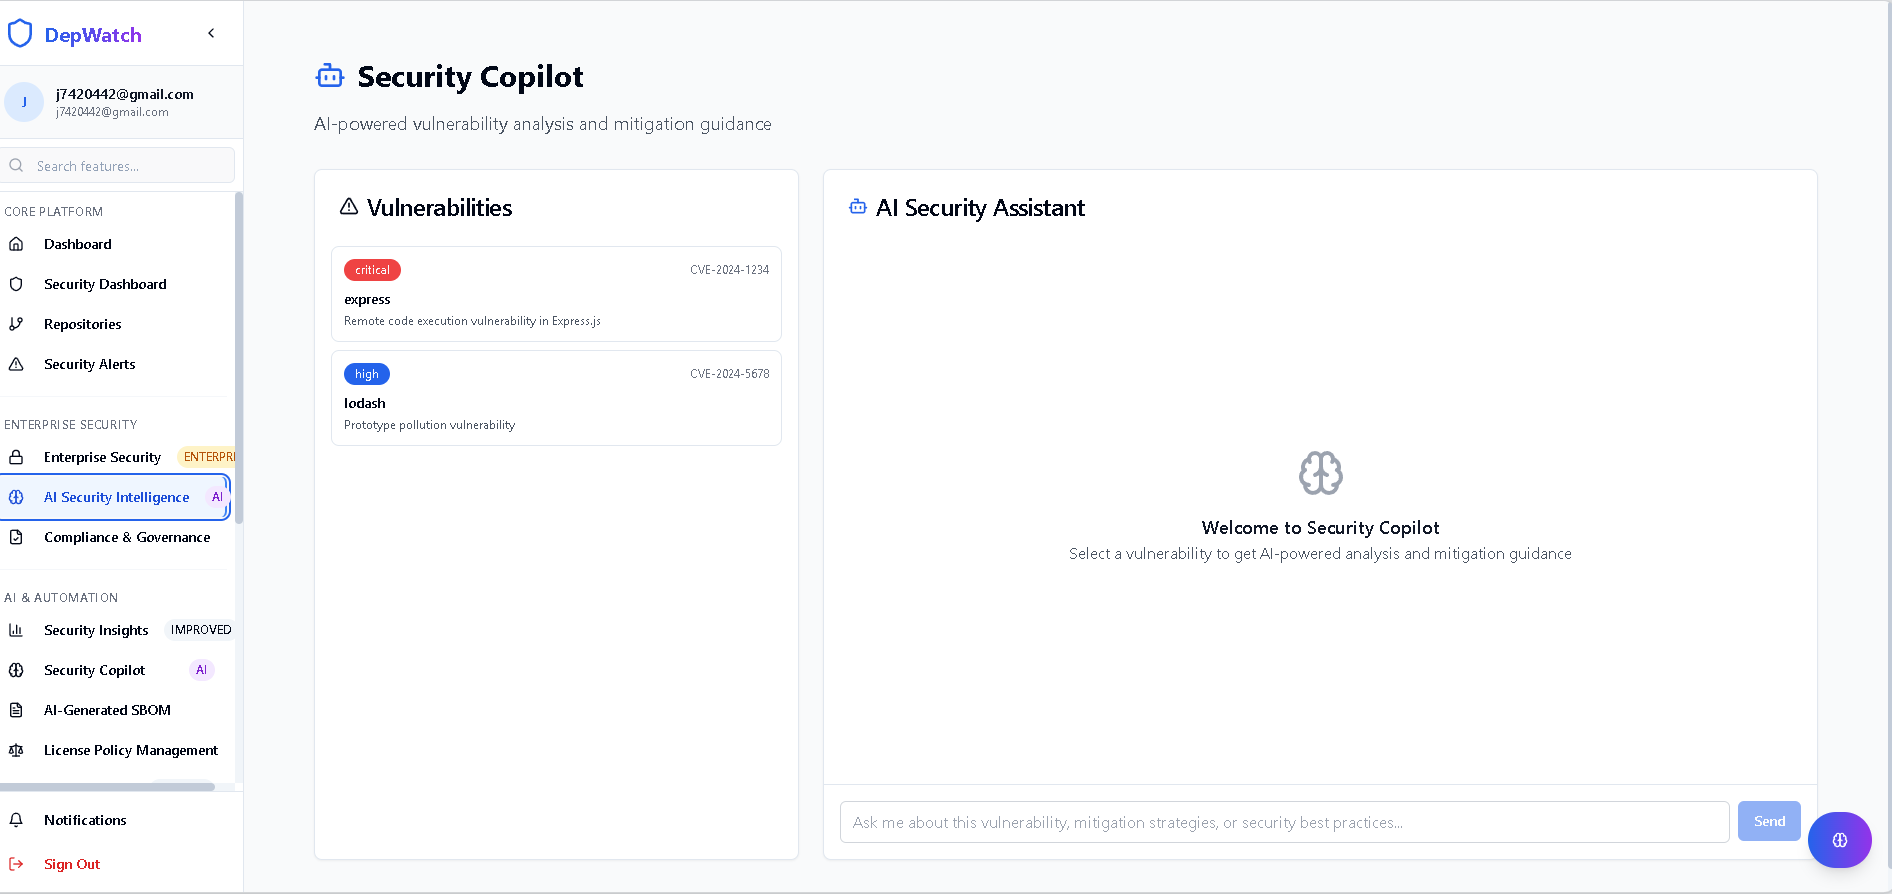 DepWatch
J
j7420442@gmail.com
j7420442@gmail.com
Search features...
CORE PLATFORM
Dashboard
Security Dashboard
Repositories
Security Alerts
ENTERPRISE SECURITY
Enterprise Security ENTERPRI
AI Security Intelligence AI
Compliance & Governance
AI & AUTOMATION
Security Insights IMPROVED
Security Copilot AI
AI-Generated SBOM
License Policy Management
Notifications
Sign Out
Security Copilot
AI-powered vulnerability analysis and mitigation guidance
Vulnerabilities
critical CVE-2024-1234
express
Remote code execution vulnerability in Express.js
high CVE-2024-5678
lodash
Prototype pollution vulnerability
AI Security Assistant
Welcome to Security Copilot
Select a vulnerability to get AI-powered analysis and mitigation guidance
Ask me about this vulnerability, mitigation strategies, or security best practices...
Send